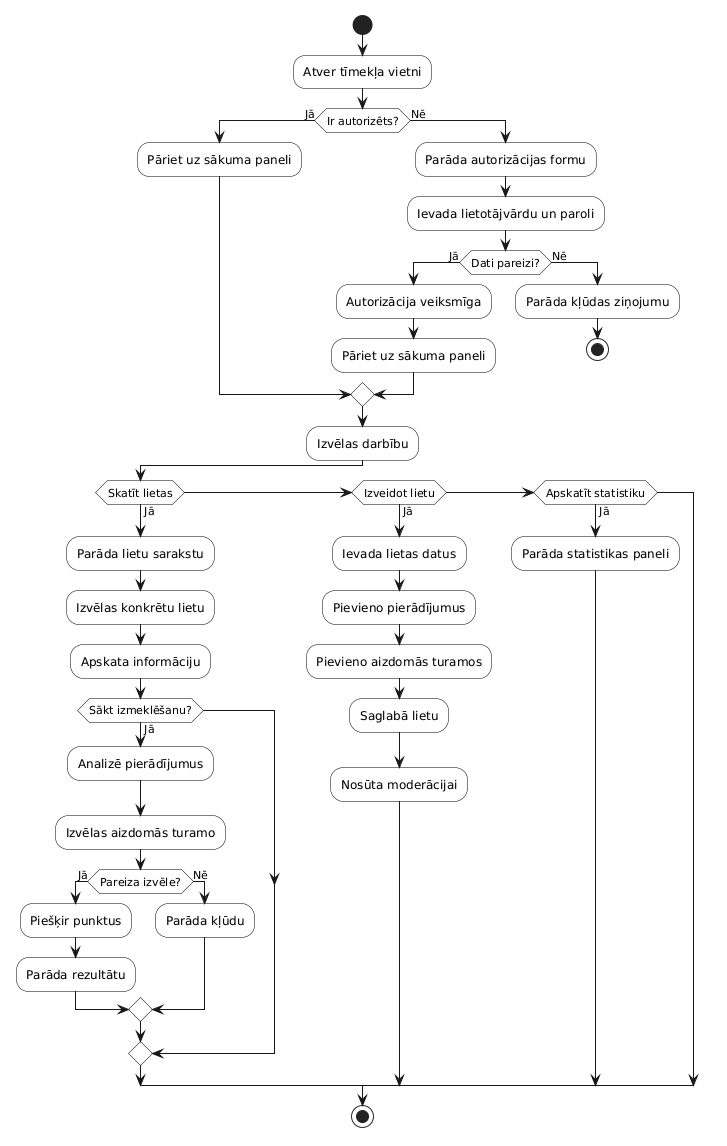 Atver tīmekļa vietni
Jā
Ir autorizēts?
Nē
Pāriet uz sākuma paneli
Parāda autorizācijas formu
Ievada lietotājvārdu un paroli
Jā
Dati pareizi?
Nē
Autorizācija veiksmīga
Parāda kļūdas ziņojumu
Pāriet uz sākuma paneli
Izvēlas darbību
Skatīt lietas
Izveidot lietu
Apskatīt statistiku
Jā
Jā
Jā
Parāda lietu sarakstu
Ievada lietas datus
Parāda statistikas paneli
Izvēlas konkrētu lietu
Pievieno pierādījumus
Apskata informāciju
Pievieno aizdomās turamos
Sākt izmeklēšanu?
Saglabā lietu
Jā
Analizē pierādījumus
Nosūta moderācijai
Izvēlas aizdomās turamo
Jā
Pareiza izvēle?
Nē
Piešķir punktus
Parāda kļūdu
Parāda rezultātu